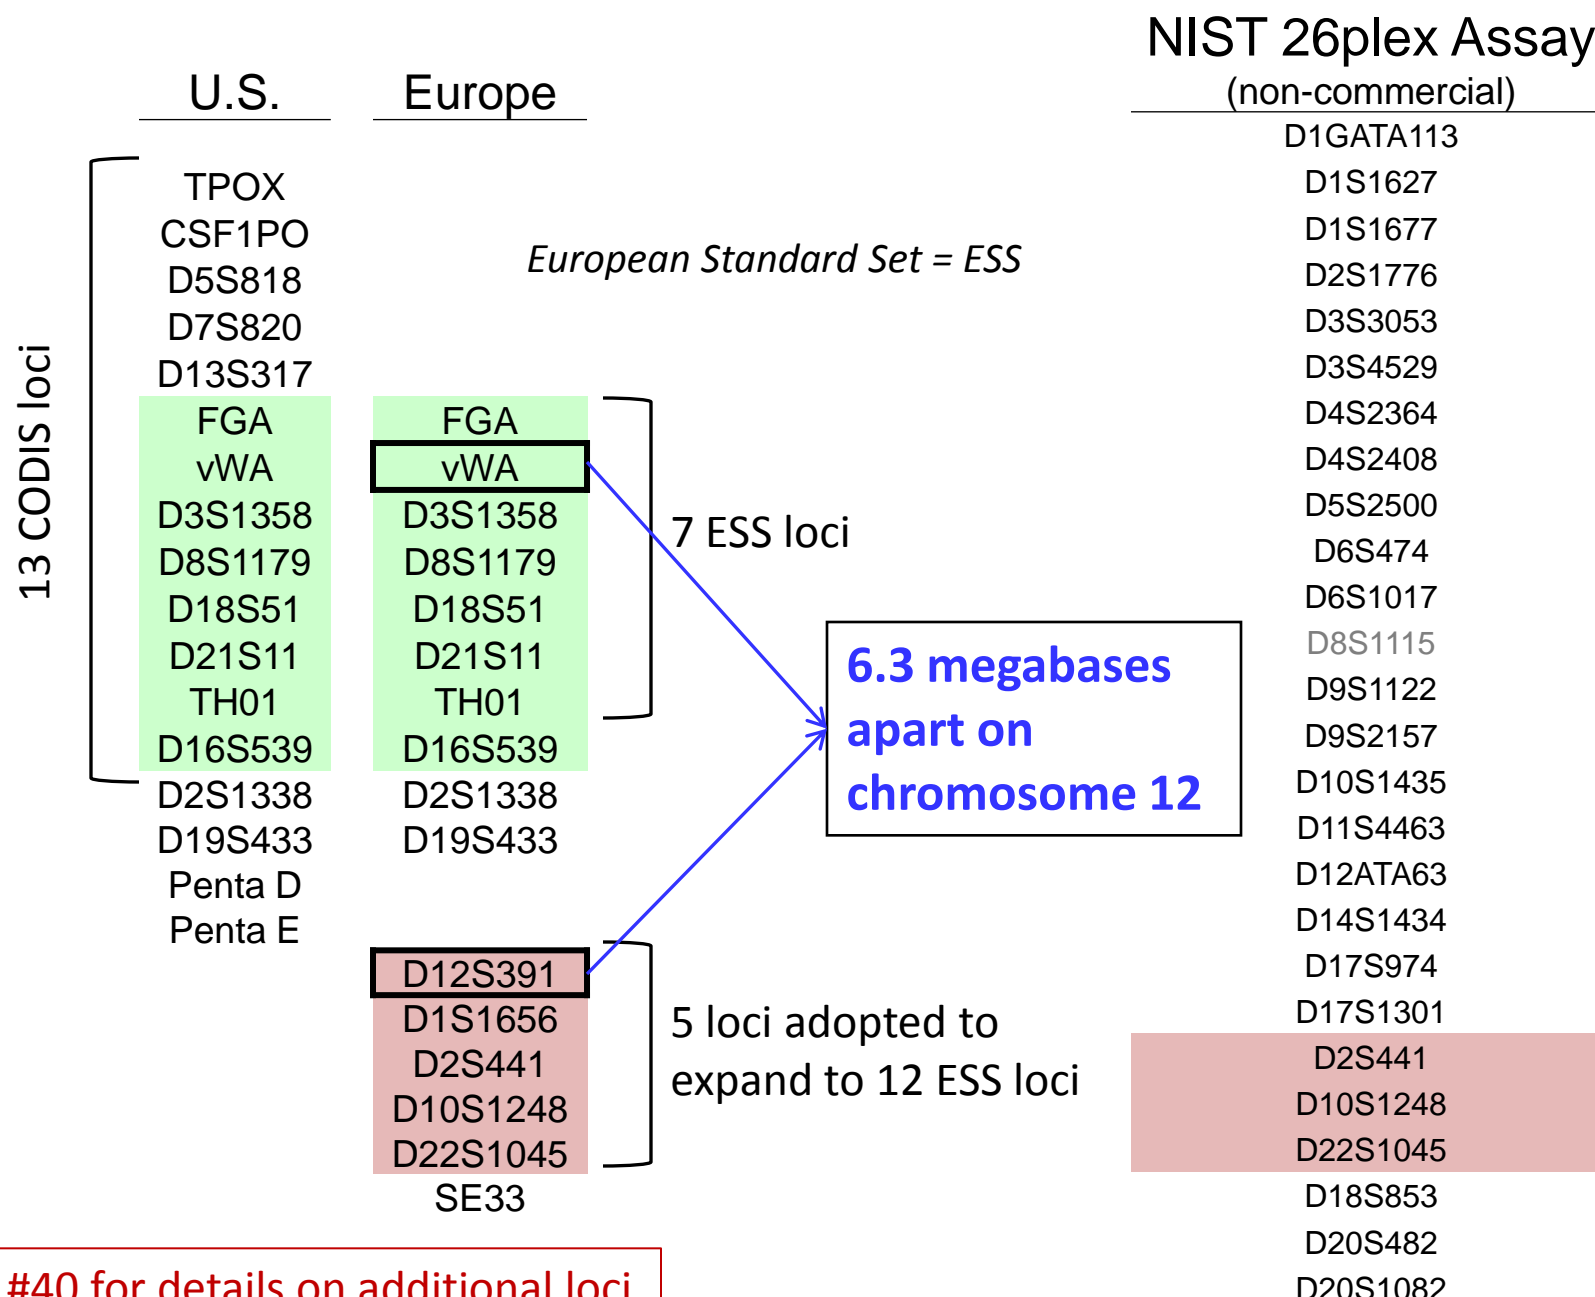 NIST 26plex Assay
(non-commercial)
U.S.
Europe
13 CODIS loci
TPOX
CSF1PO
D5S818
D7S820
D13S317
FGA
vWA
D3S1358
D8S1179
D18S51
D21S11
TH01
D16S539
D2S1338
D19S433
Penta D
Penta E
European Standard Set = ESS
FGA
vWA
D3S1358
D8S1179
D18S51
D21S11
TH01
D16S539
D2S1338
D19S433
7 ESS loci
6.3 megabases
apart on
chromosome 12
D12S391
D1S1656
D2S441
D10S1248
D22S1045
SE33
5 loci adopted to
expand to 12 ESS loci
#40 for details on additional loci
D1GATA113
D1S1627
D1S1677
D2S1776
D3S3053
D3S4529
D4S2364
D4S2408
D5S2500
D6S474
D6S1017
D8S1115
D9S1122
D9S2157
D10S1435
D11S4463
D12ATA63
D14S1434
D17S974
D17S1301
D2S441
D10S1248
D22S1045
D18S853
D20S482
D20S1082